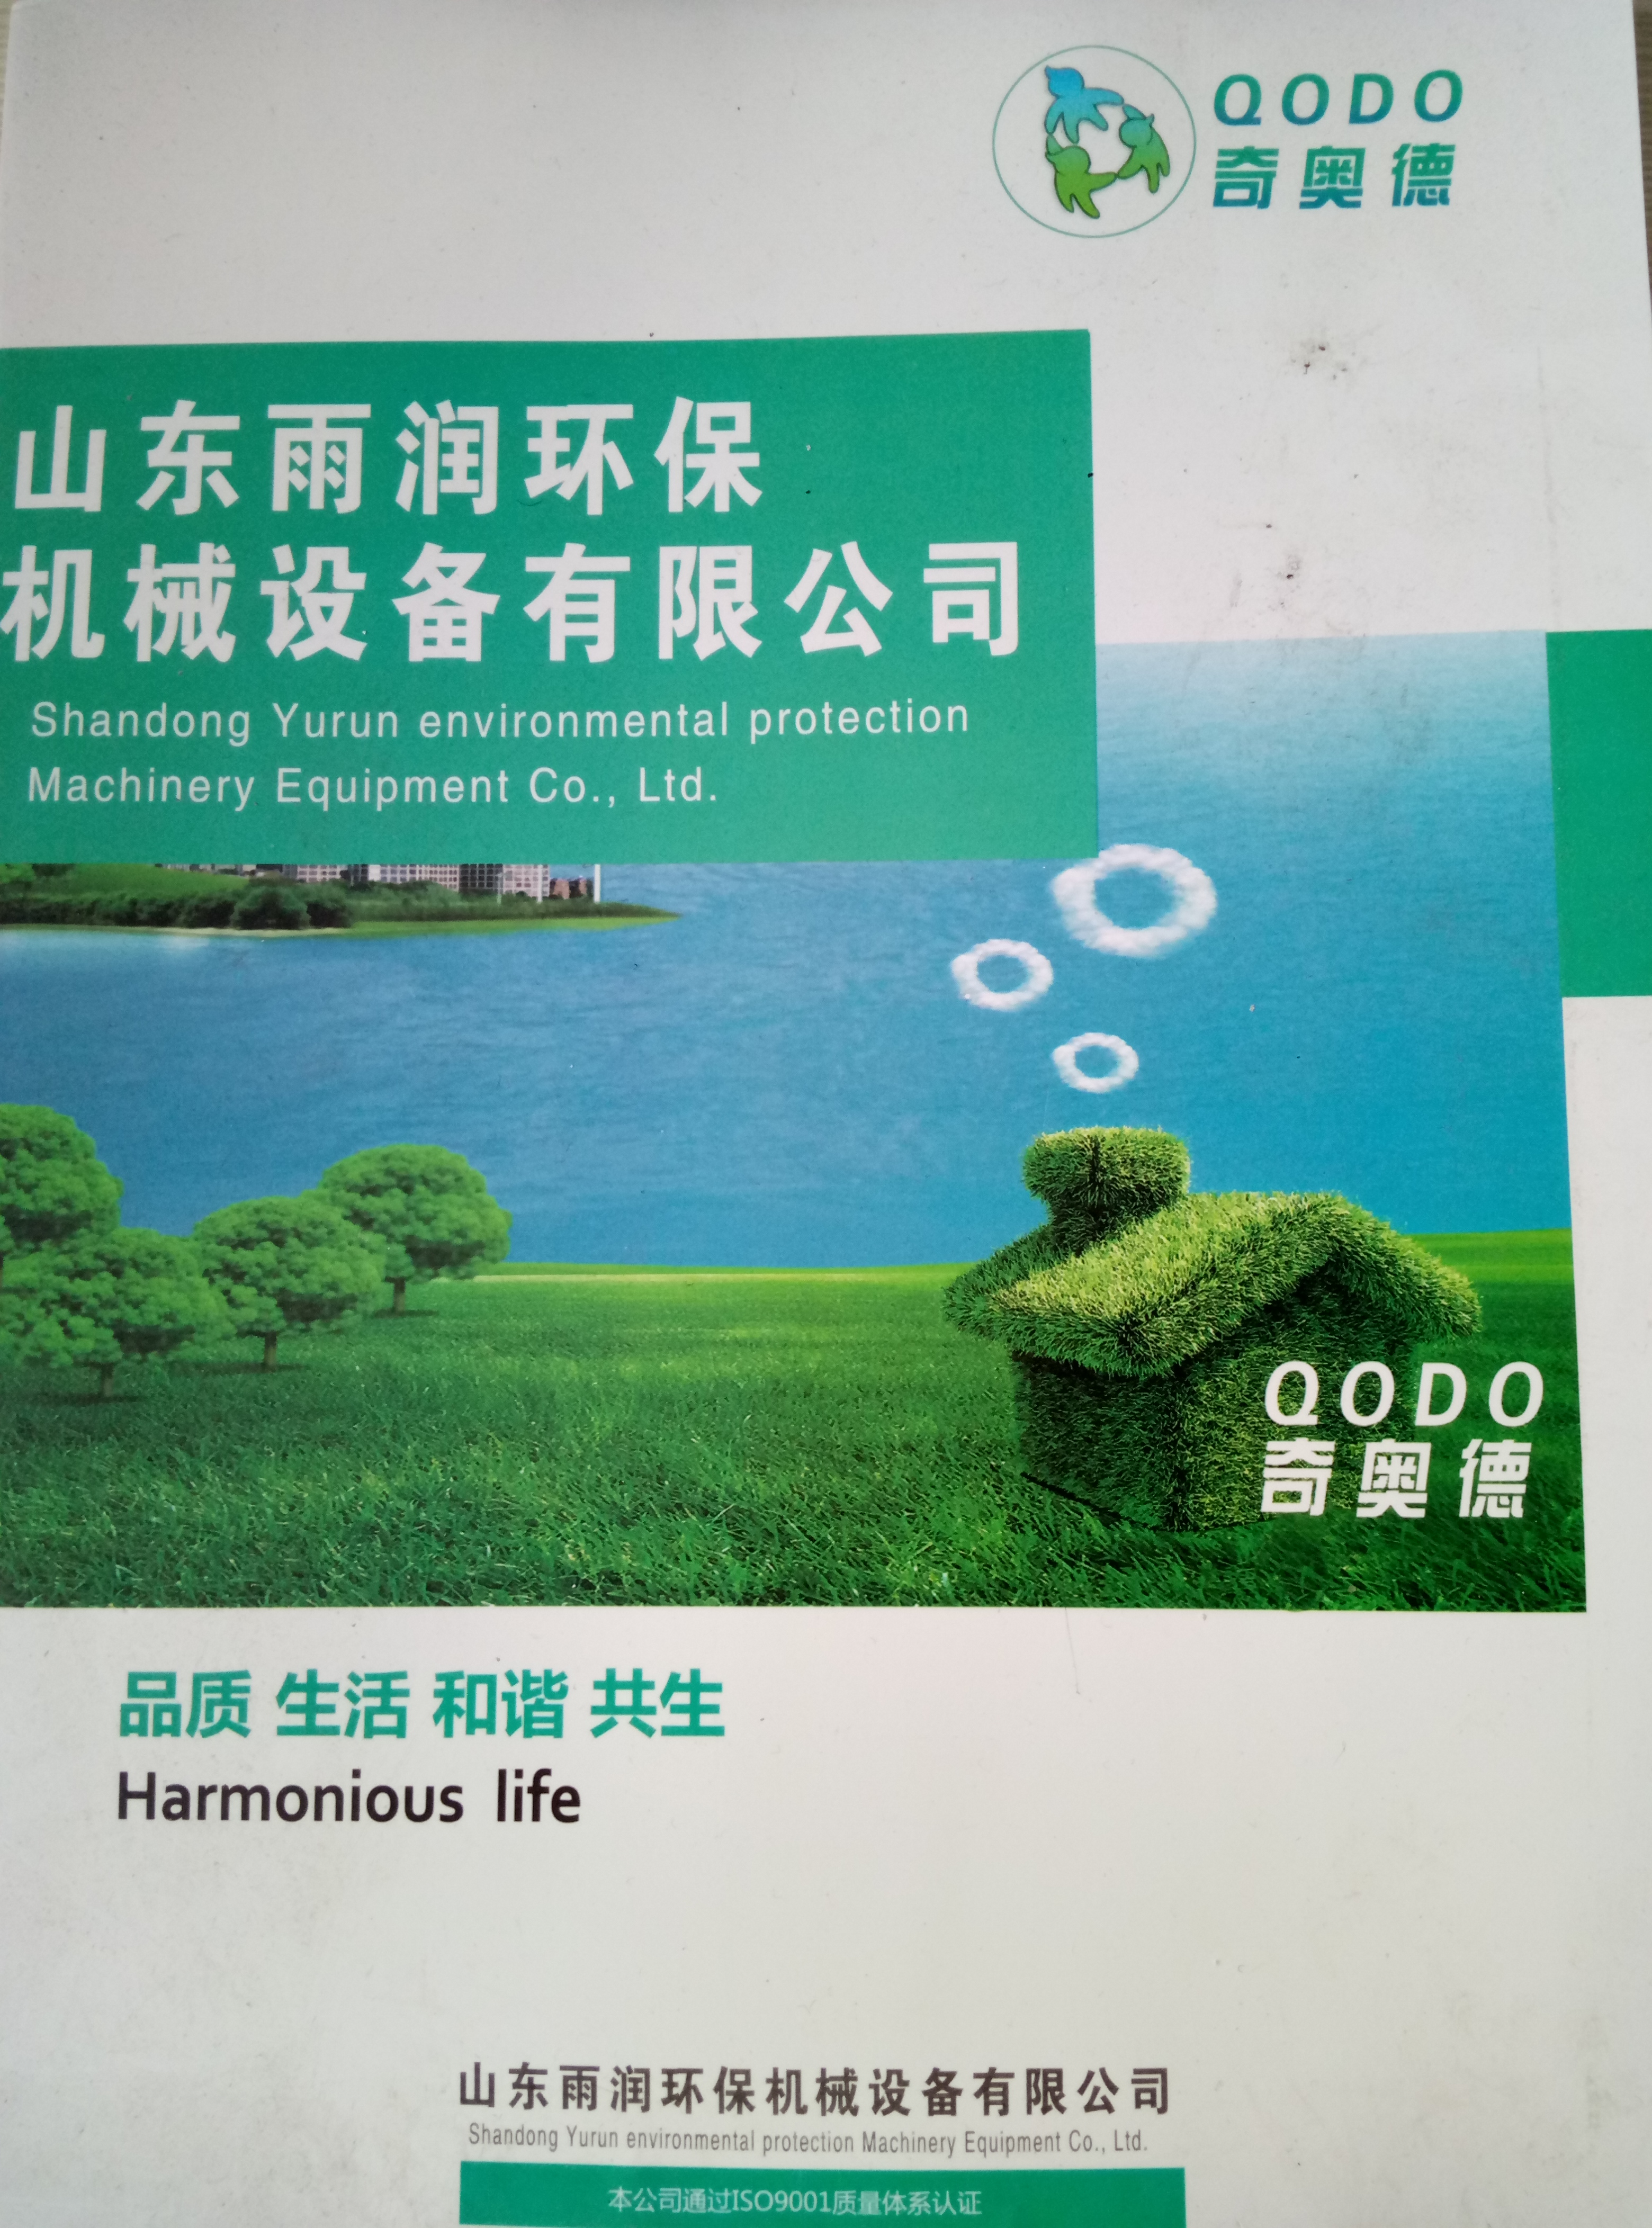 QODO
奇奥德
山东雨润环保
机械设备有限公司
Shandong Yurun environmental protection
Machinery Equipment Co., Ltd.
QODO
奇奥德
品质 生活 和谐 共生
Harmonious life
山东雨润环保机械设备有限公司
Shandong Yurun environmental protection Machinery Equipment Co., Ltd.
本公司通过ISO9001质量体系认证